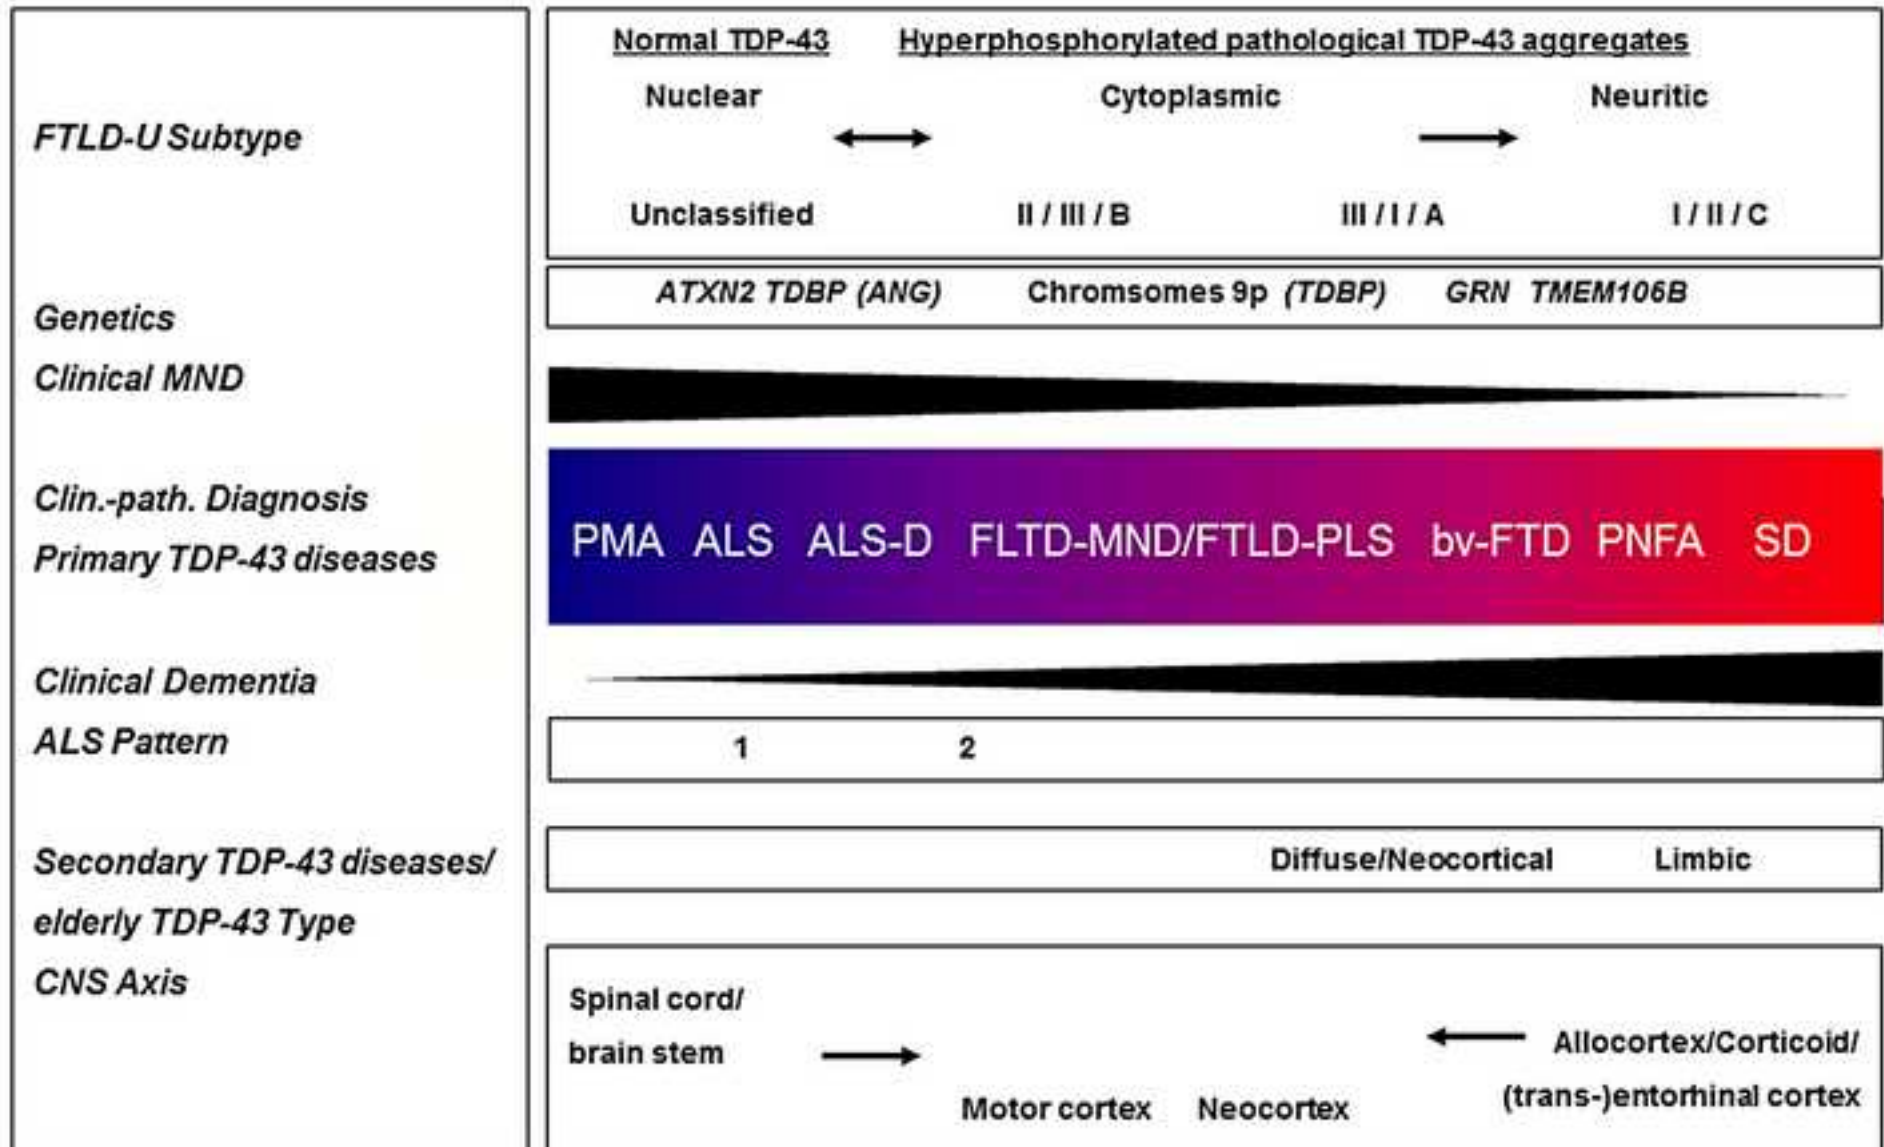 Normal TDP-43 Hyperphosphorylated pathological TDP-43 aggregates
Nuclear Cytoplasmic Neuritic
FTLD-U Subtype
Unclassified II / III / B III / I / A I / II / C
ATXN2 TDBP (ANG) Chromsomes 9p (TDBP) GRN TMEM106B
Genetics
Clinical MND
Clin.-path. Diagnosis
PMA ALS ALS-D FLTD-MND/FTLD-PLS bv-FTD PNFA SD
Primary TDP-43 diseases
Clinical Dementia
ALS Pattern
1 2
Secondary TDP-43 diseases/
Diffuse/Neocortical Limbic
elderly TDP-43 Type
CNS Axis
Spinal cord/
brain stem
Allocortex/Corticoid/
(trans-)entorhinal cortex
Motor cortex Neocortex